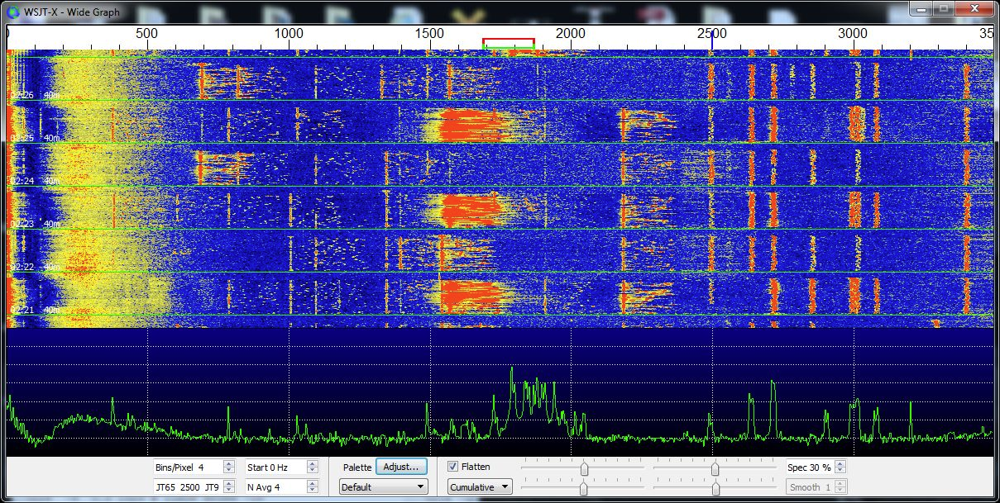 WSJT-X - Wide Graph
500 1000 1500 2000 2500 3000 35
02:26 40m
02:25 40m
02:24 40m
02:23 40m
02:22 40m
02:21 40m
Bins/Pixel 4 Start 0 Hz Palette Adjust... Flatten Spec 30 %
JT65 2500 JT9 N Avg 4 Default Cumulative Smooth 1